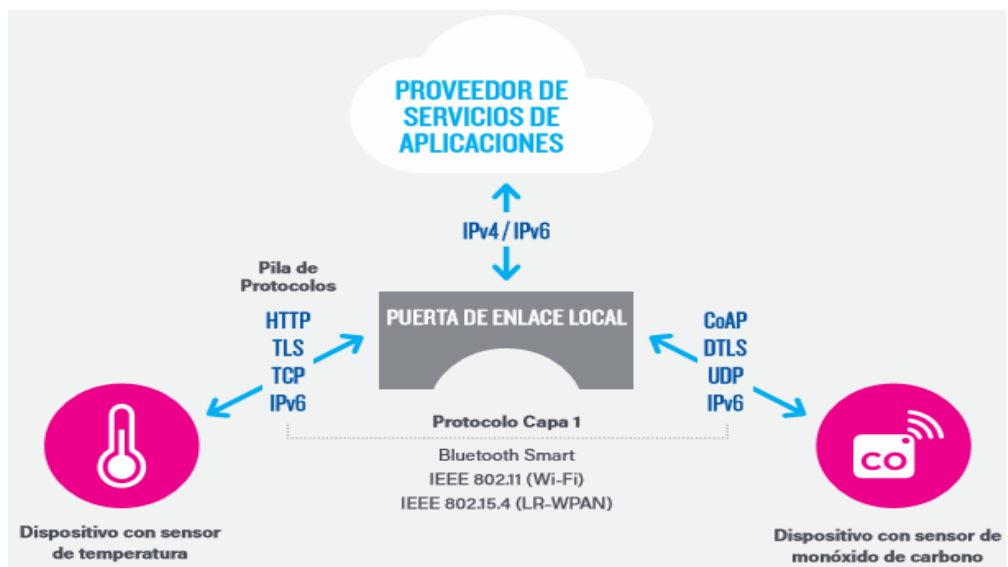 PROVEEDOR DE
SERVICIOS DE
APLICACIONES
IPv4 / IPv6
Pila de
Protocolos
HTTP
TLS
TCP
IPv6
PUERTA DE ENLACE LOCAL
CoAP
DTLS
UDP
IPv6
Protocolo Capa 1
Bluetooth Smart
IEEE 802.11 (Wi-Fi)
IEEE 802.15.4 (LR-WPAN)
Dispositivo con sensor
de temperatura
CO
Dispositivo con sensor de
monóxido de carbono